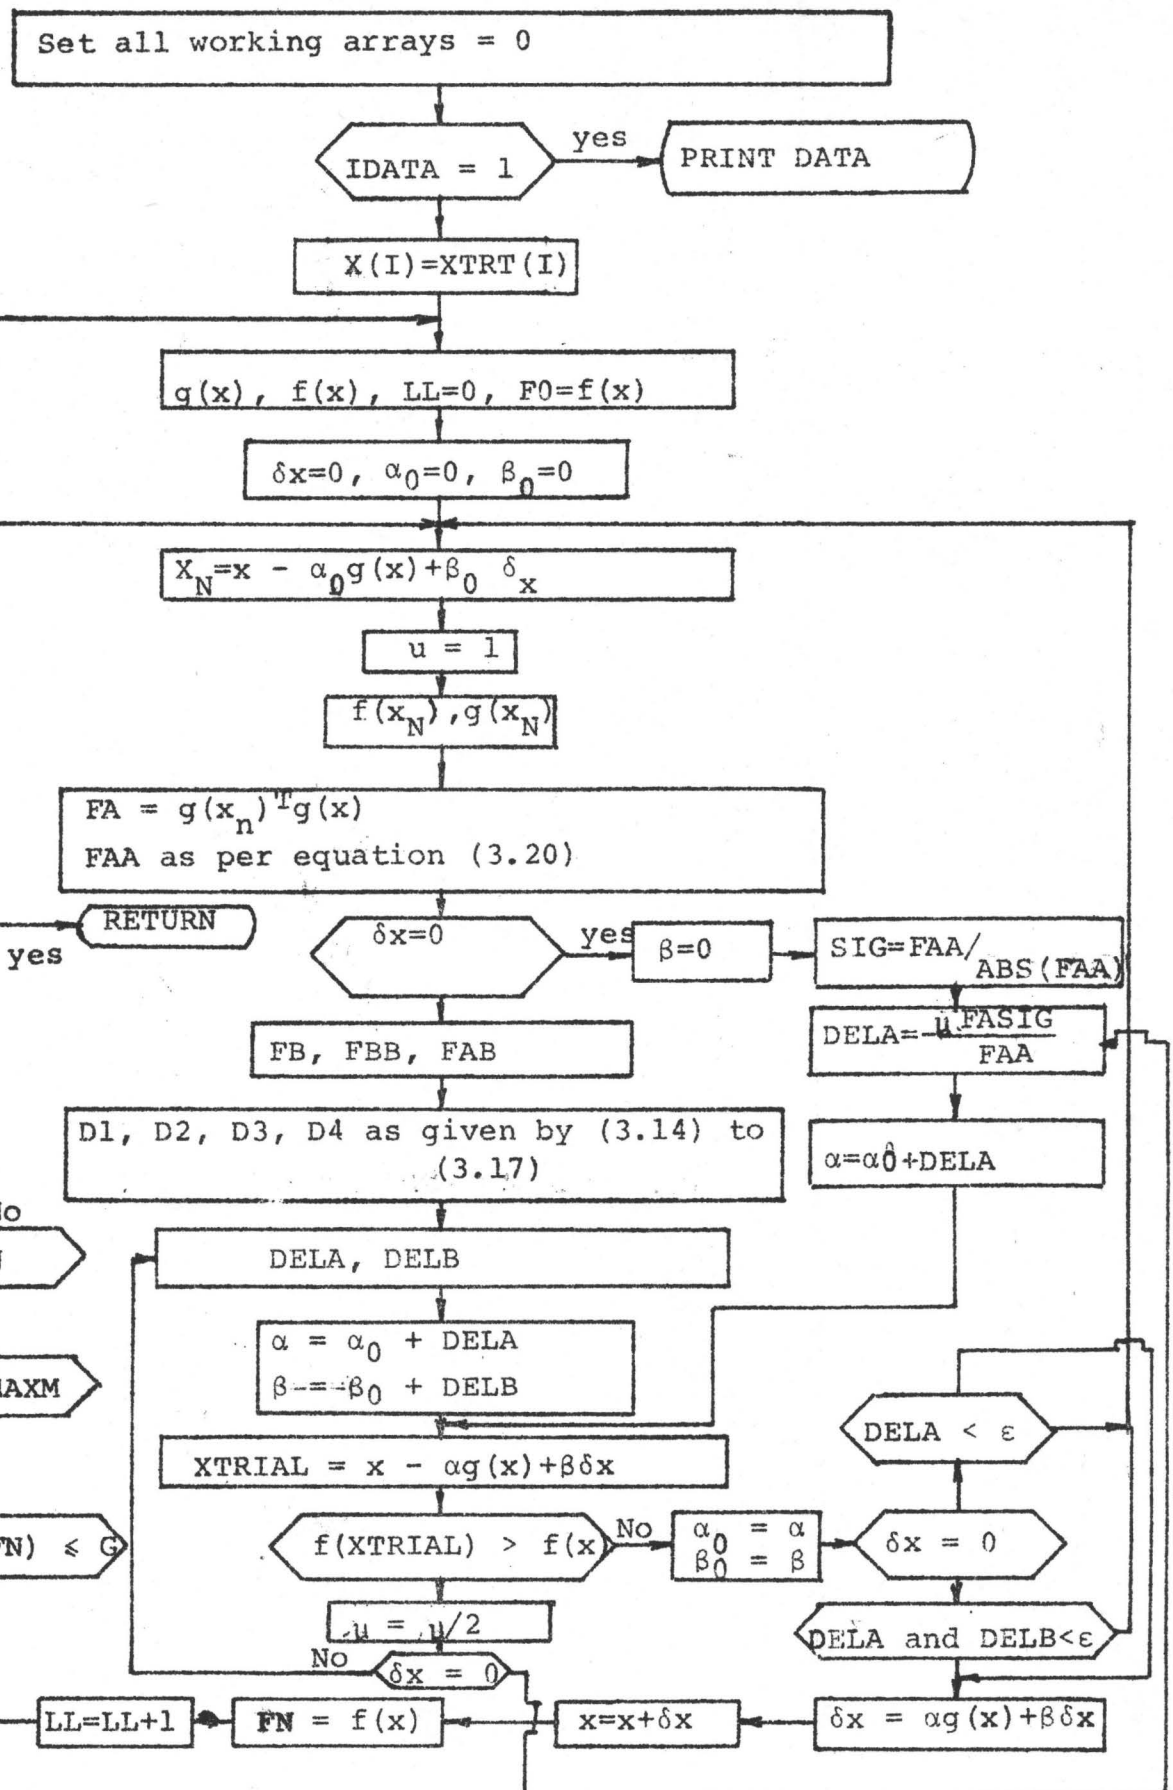 Set all working arrays = 0
IDATA = 1
yes
PRINT DATA
X(I)=XTRT(I)
g(x), f(x), LL=0, F0=f(x)
δx=0, α0=0, β0=0
XN=x - α0g(x)+β0 δx
u = 1
f(xN),g(xN)
FA = g(xn)Tg(x)
FAA as per equation (3.20)
yes
RETURN
δx=0
yes
β=0
SIG=FAA/ABS(FAA)
FB, FBB, FAB
DELA=-μ FASIG
FAA
D1, D2, D3, D4 as given by (3.14) to
(3.17)
α=α0+DELA
DELA, DELB
α = α0 + DELA
β = β0 + DELB
AXM
DELA < ε
XTRIAL = x - αg(x)+βδx
FN) ⩽ G
f(XTRIAL) > f(x)
No
α0 = α
β0 = β
δx = 0
μ = μ/2
DELA and DELB<ε
No
δx = 0
LL=LL+1
FN = f(x)
x=x+δx
δx = αg(x)+βδx